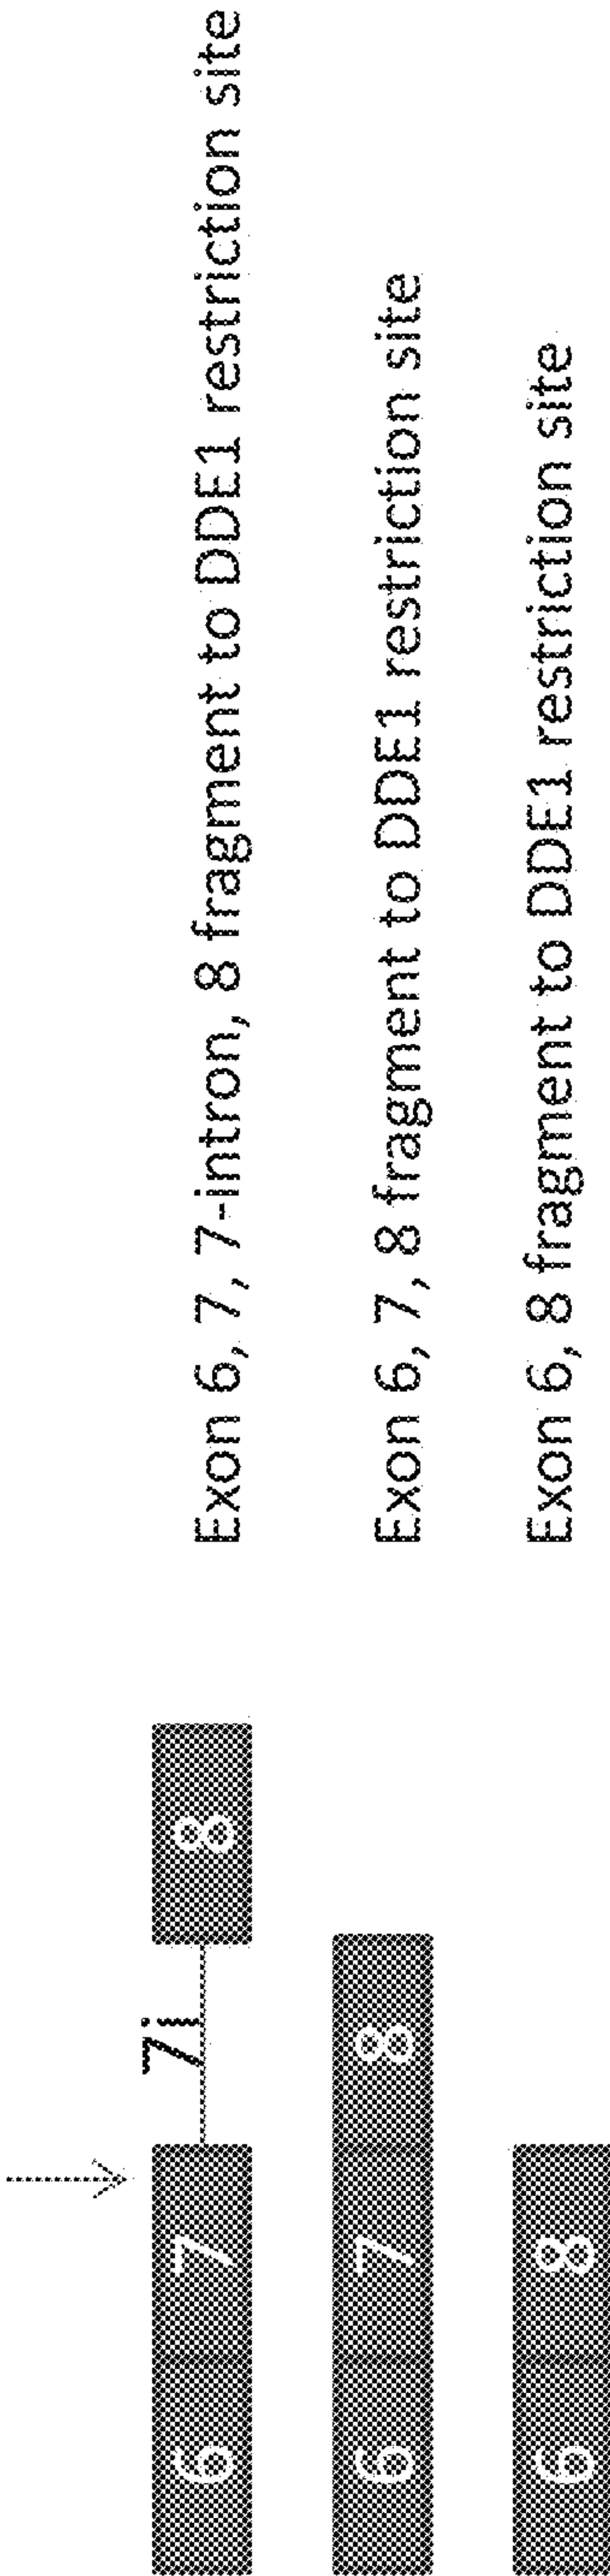 7i
6 7 8
Exon 6, 7, 7-intron, 8 fragment to DDE1 restriction site
6 7 8
Exon 6, 7, 8 fragment to DDE1 restriction site
6 8
Exon 6, 8 fragment to DDE1 restriction site